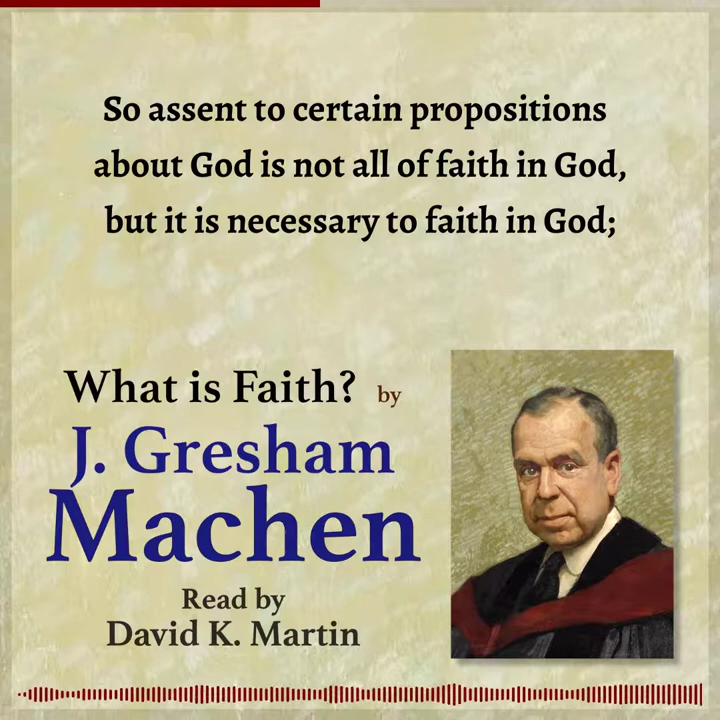 So assent to certain propositions
about God is not all of faith in God,
but it is necessary to faith in God;
What is Faith? by
J. Gresham
Machen
Read by
David K. Martin